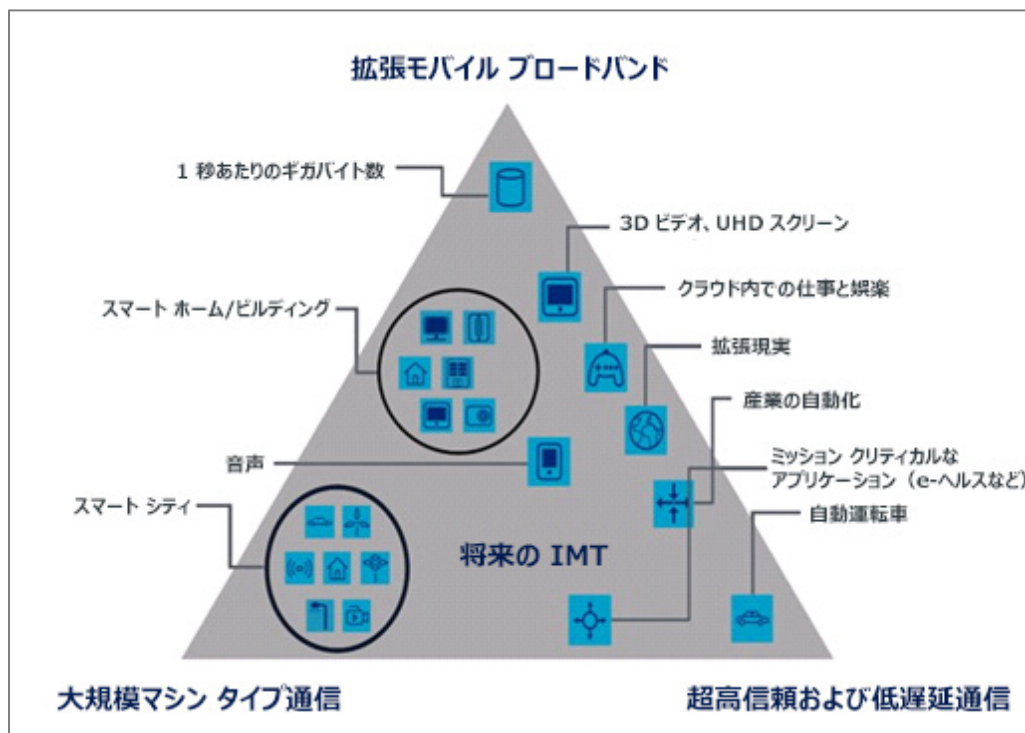 拡張モバイル ブロードバンド
1 秒あたりのギガバイト数
3D ビデオ、UHD スクリーン
クラウド内での仕事と娯楽
スマート ホーム/ビルディング
拡張現実
産業の自動化
音声
ミッション クリティカルな
アプリケーション（e-ヘルスなど）
スマート シティ
自動運転車
将来の IMT
大規模マシン タイプ通信
超高信頼および低遅延通信